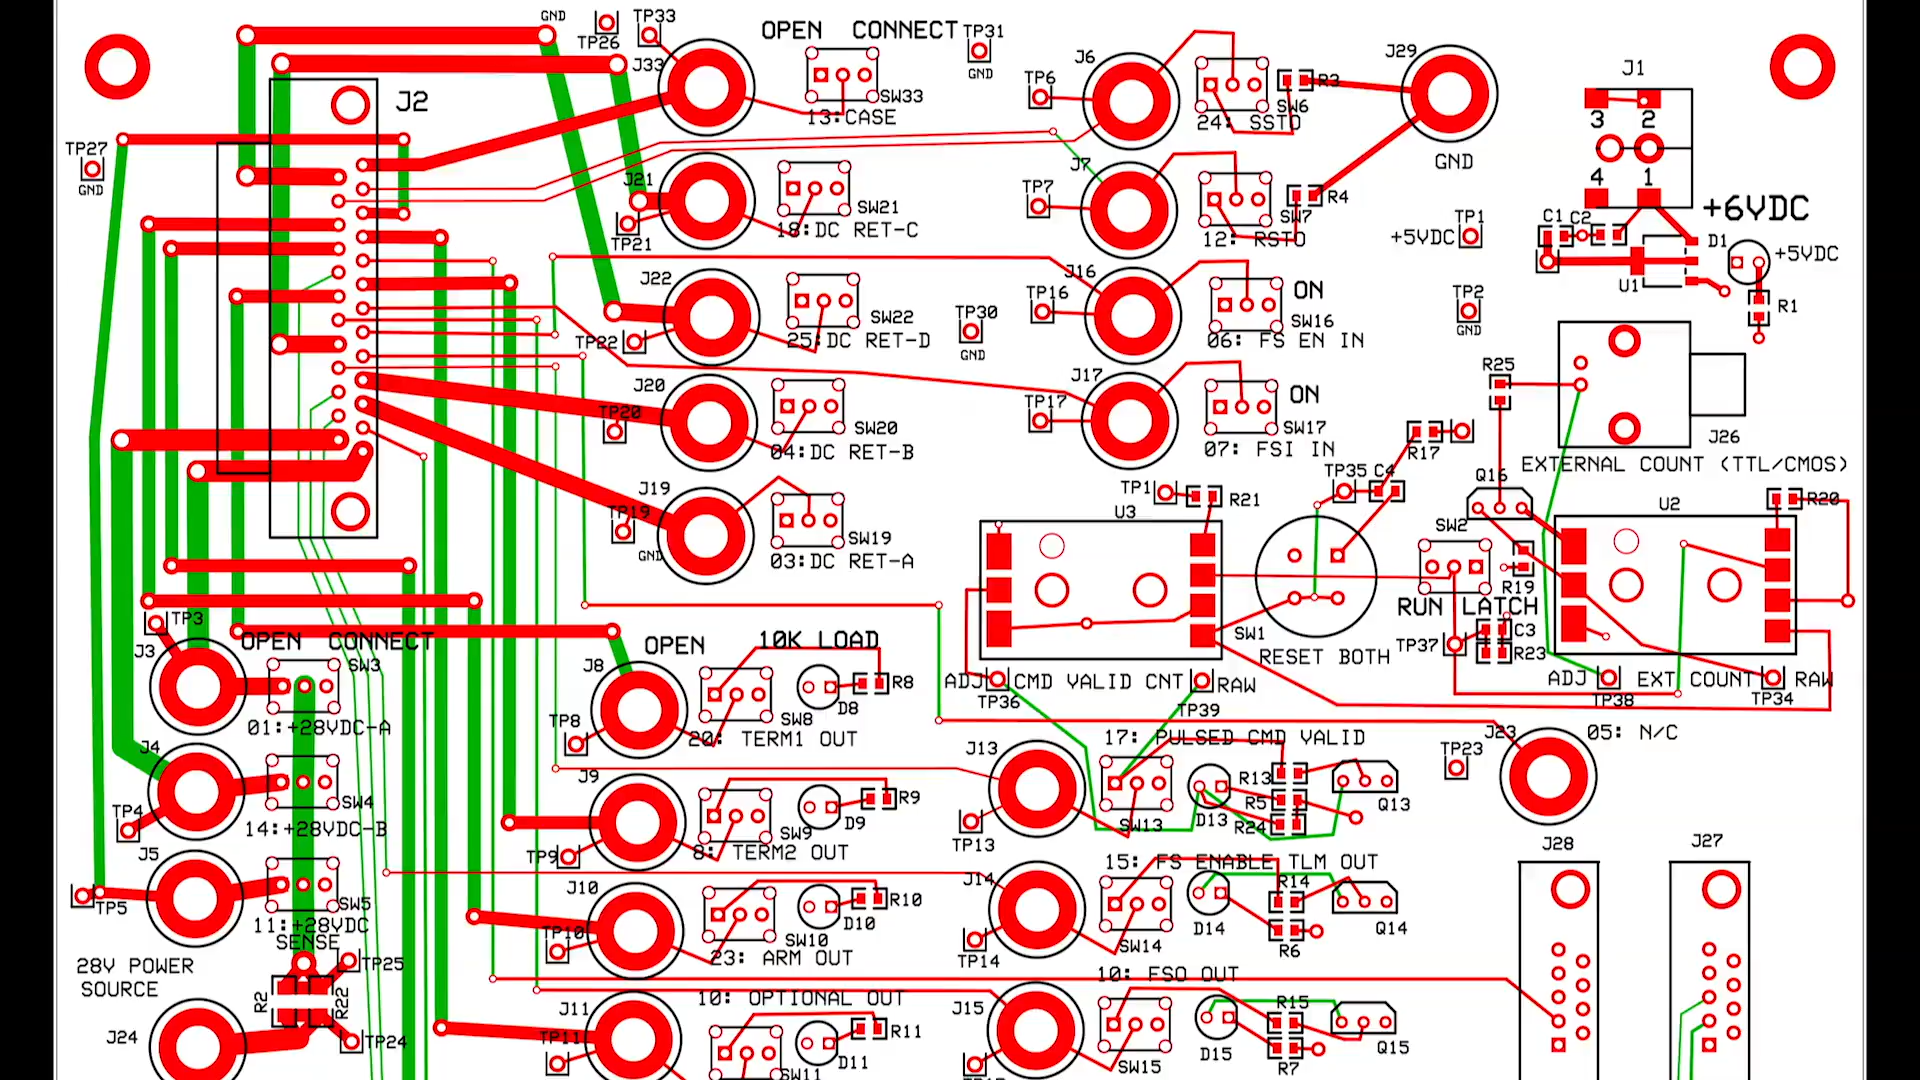 GND
TP26
TP33
OPEN CONNECT
TP31
GND
J33
SW33
13:CASE
J2
TP27
GND
J6
TP6
SW6
R3
24: SSTO
J29
GND
J1
3 2
4 1
+6VDC
J21
TP21
SW21
18:DC RET-C
J7
TP7
SW7
R4
12: RSTO
TP1
+5VDC
C1 C2
D1
+5VDC
U1
R1
J22
TP22
SW22
25:DC RET-D
TP30
GND
J16
TP16
ON
SW16
06: FS EN IN
TP2
GND
J20
TP20
SW20
04:DC RET-B
J17
TP17
ON
SW17
07: FSI IN
R25
J26
EXTERNAL COUNT (TTL/CMOS)
R17
J19
TP19
GND
SW19
03:DC RET-A
TP1
R21
U3
TP35 C4
Q16
SW2
U2
R20
R19
RUN LATCH
SW1
RESET BOTH
TP37
C3
R23
ADJ CMD VALID CNT RAW
TP36
TP39
ADJ EXT COUNT RAW
TP38
TP34
TP3
J3
OPEN CONNECT
SW3
01:+28VDC-A
J4
TP4
SW4
14:+28VDC-B
J5
TP5
SW5
11:+28VDC
SENSE
28V POWER
SOURCE
TP25
R2
R22
TP24
J24
OPEN 10K LOAD
J8
TP8
SW8
D8
R8
20: TERM1 OUT
J9
TP9
SW9
D9
R9
8: TERM2 OUT
J10
TP10
SW10
D10
R10
23: ARM OUT
10: OPTIONAL OUT
J11
TP11
SW11
D11
R11
17: PULSED CMD VALID
J13
TP13
SW13
D13
R13
R5
R24
Q13
15: FS ENABLE TLM OUT
J14
TP14
SW14
D14
R14
R6
Q14
10: FSO OUT
J15
SW15
D15
R15
R7
Q15
J23
TP23
05: N/C
J28
J27